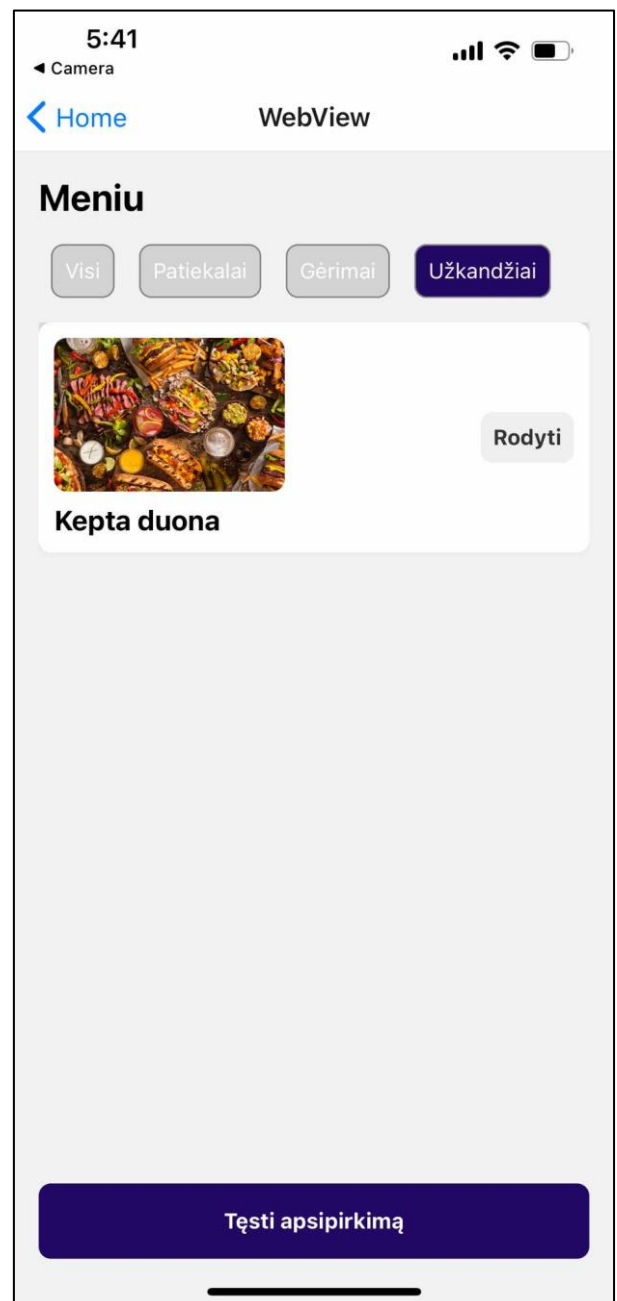 5:41
◀ Camera
Home WebView
Meniu
Visi Patiekalai Gėrimai Užkandžiai
Rodyti
Kepta duona
Tęsti apsipirkimą